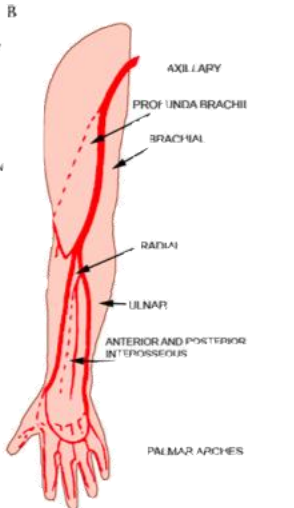 B
AXILLARY
PROFUNDA BRACHII
BRACHIAL
RADIAL
ULNAR
ANTERIOR AND POSTERIOR
INTEROSSEOUS
PALMAR ARCHES